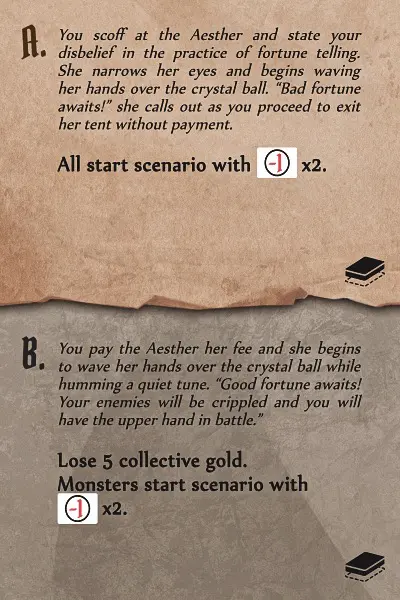 A. You scoff at the Aesther and state your
disbelief in the practice of fortune telling.
She narrows her eyes and begins waving
her hands over the crystal ball. “Bad fortune
awaits!” she calls out as you proceed to exit
her tent without payment.
All start scenario with -1 x2.
B. You pay the Aesther her fee and she begins
to wave her hands over the crystal ball while
humming a quiet tune. “Good fortune awaits!
Your enemies will be crippled and you will
have the upper hand in battle.”
Lose 5 collective gold.
Monsters start scenario with
-1 x2.